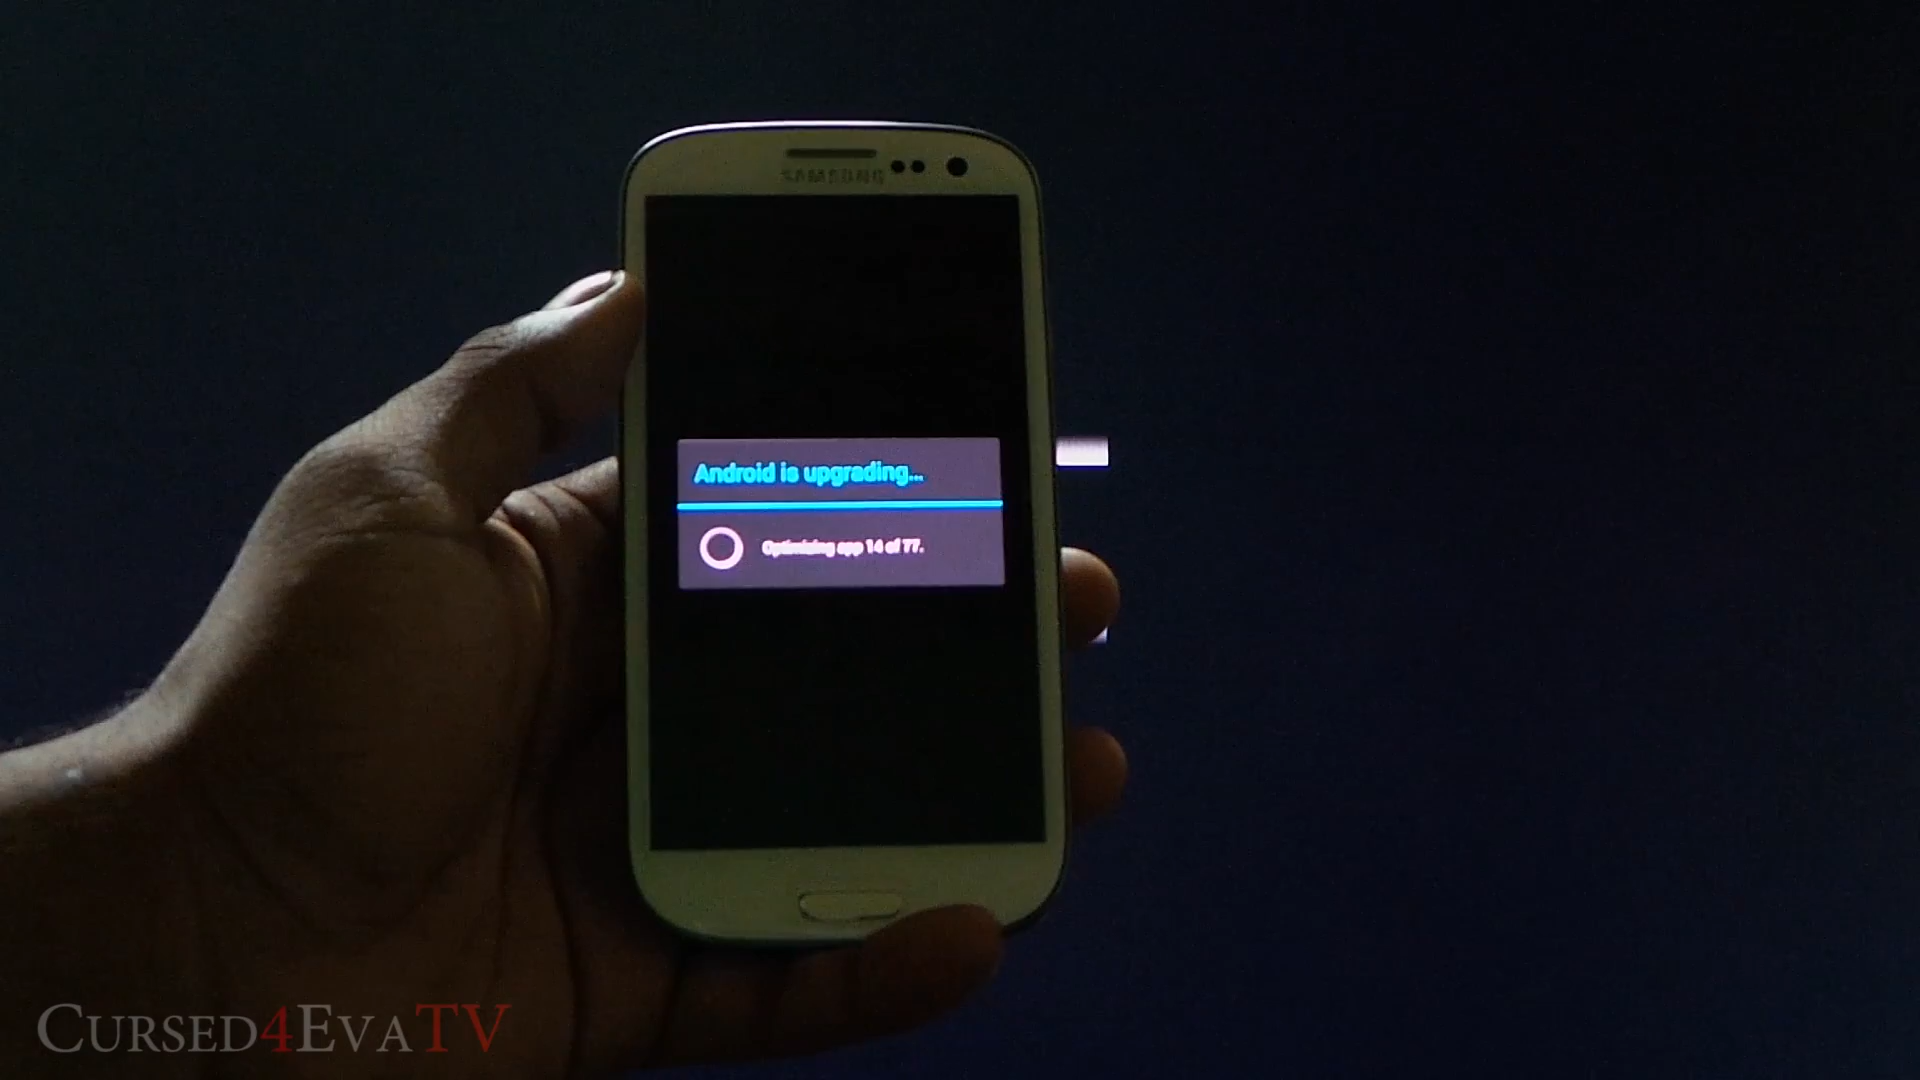 SAMSUNG
Android is upgrading...
Optimizing app 14 of 77.
CURSED4EVATV